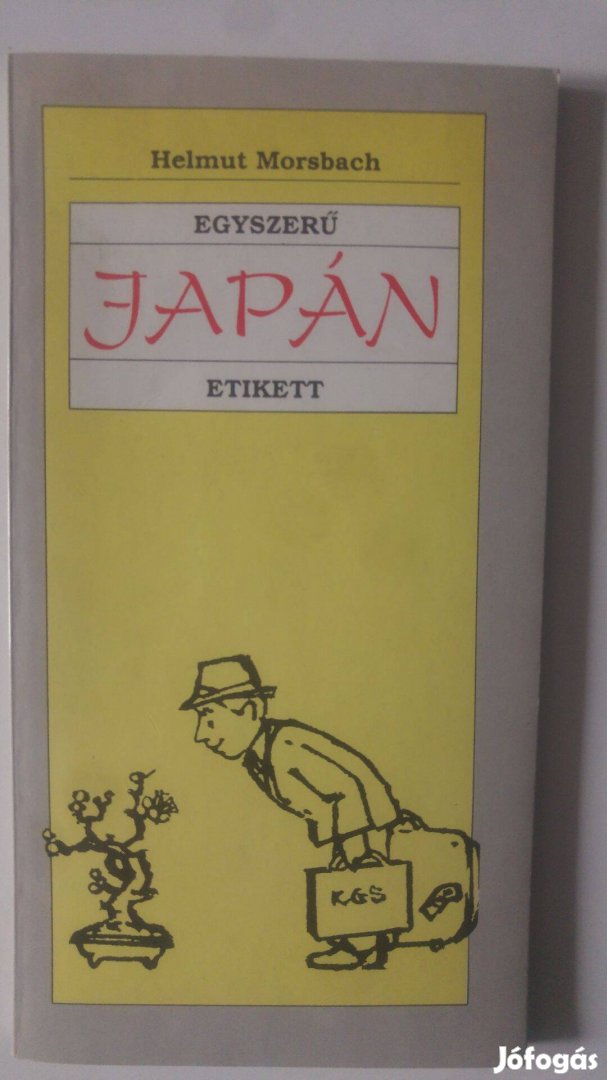 Helmut Morsbach
EGYSZERŰ
JAPÁN
ETIKETT
KGS
Jófogás